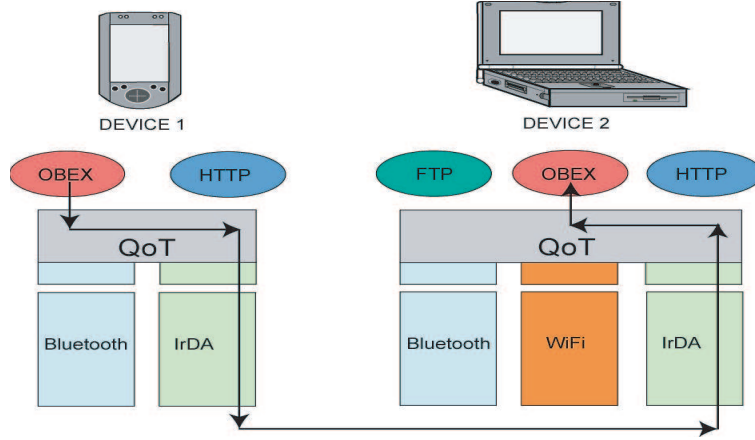 DEVICE 1
DEVICE 2
OBEX
HTTP
FTP
OBEX
HTTP
QoT
QoT
Bluetooth
IrDA
Bluetooth
WiFi
IrDA